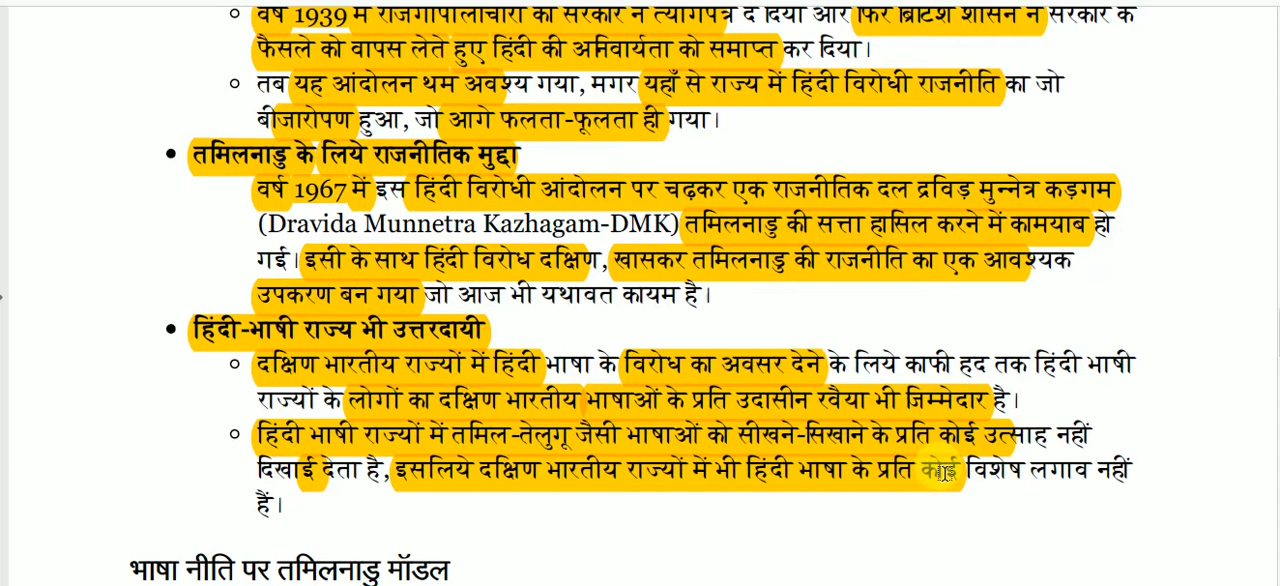 वर्ष 1939 में राजगोपालाचारी की सरकार ने त्यागपत्र दे दिया और फिर ब्रिटिश शासन ने सरकार के
फैसले को वापस लेते हुए हिंदी की अनिवार्यता को समाप्त कर दिया।
तब यह आंदोलन थम अवश्य गया, मगर यहाँ से राज्य में हिंदी विरोधी राजनीति का जो
बीजारोपण हुआ, जो आगे फलता-फूलता ही गया।
तमिलनाडु के लिये राजनीतिक मुद्दा
वर्ष 1967 में इस हिंदी विरोधी आंदोलन पर चढ़कर एक राजनीतिक दल द्रविड़ मुन्नेत्र कड़गम
(Dravida Munnetra Kazhagam-DMK) तमिलनाडु की सत्ता हासिल करने में कामयाब हो
गई। इसी के साथ हिंदी विरोध दक्षिण, खासकर तमिलनाडु की राजनीति का एक आवश्यक
उपकरण बन गया जो आज भी यथावत कायम है।
हिंदी-भाषी राज्य भी उत्तरदायी
दक्षिण भारतीय राज्यों में हिंदी भाषा के विरोध का अवसर देने के लिये काफी हद तक हिंदी भाषी
राज्यों के लोगों का दक्षिण भारतीय भाषाओं के प्रति उदासीन रवैया भी जिम्मेदार है।
हिंदी भाषी राज्यों में तमिल-तेलुगू जैसी भाषाओं को सीखने-सिखाने के प्रति कोई उत्साह नहीं
दिखाई देता है, इसलिये दक्षिण भारतीय राज्यों में भी हिंदी भाषा के प्रति कोई विशेष लगाव नहीं
हैं।
भाषा नीति पर तमिलनाडु मॉडल